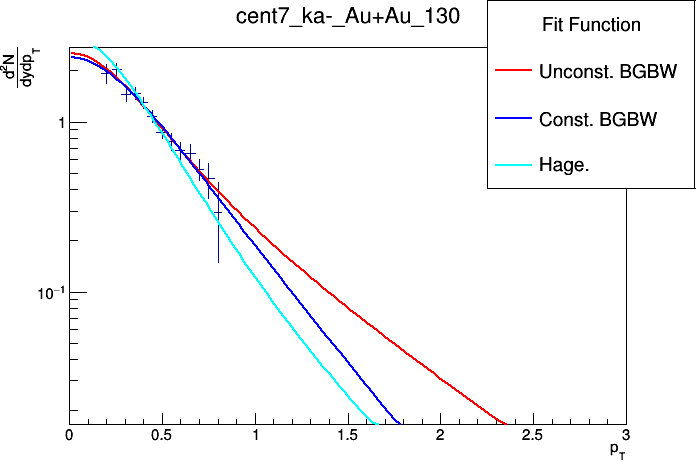 cent7_ka-_Au+Au_130
Fit Function
Unconst. BGBW
Const. BGBW
Hage.
d²N
dydp_T
1
10⁻¹
0 0.5 1 1.5 2 2.5 3
p_T